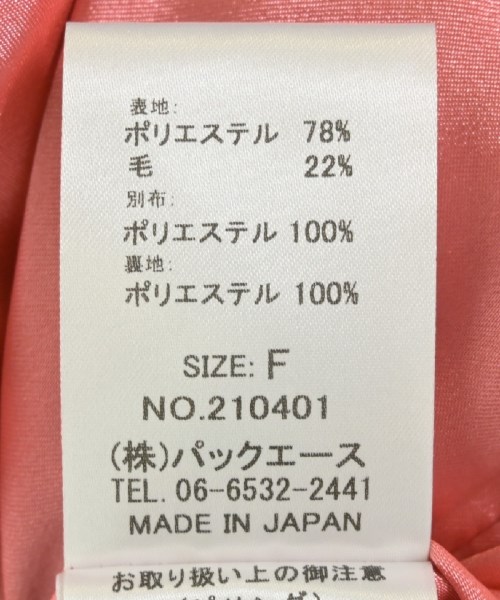 表地:
ポリエステル 78%
毛 22%
別布:
ポリエステル 100%
裏地:
ポリエステル 100%
SIZE: F
NO.210401
(株)パックエース
TEL. 06-6532-2441
MADE IN JAPAN
お取り扱い上の御注意